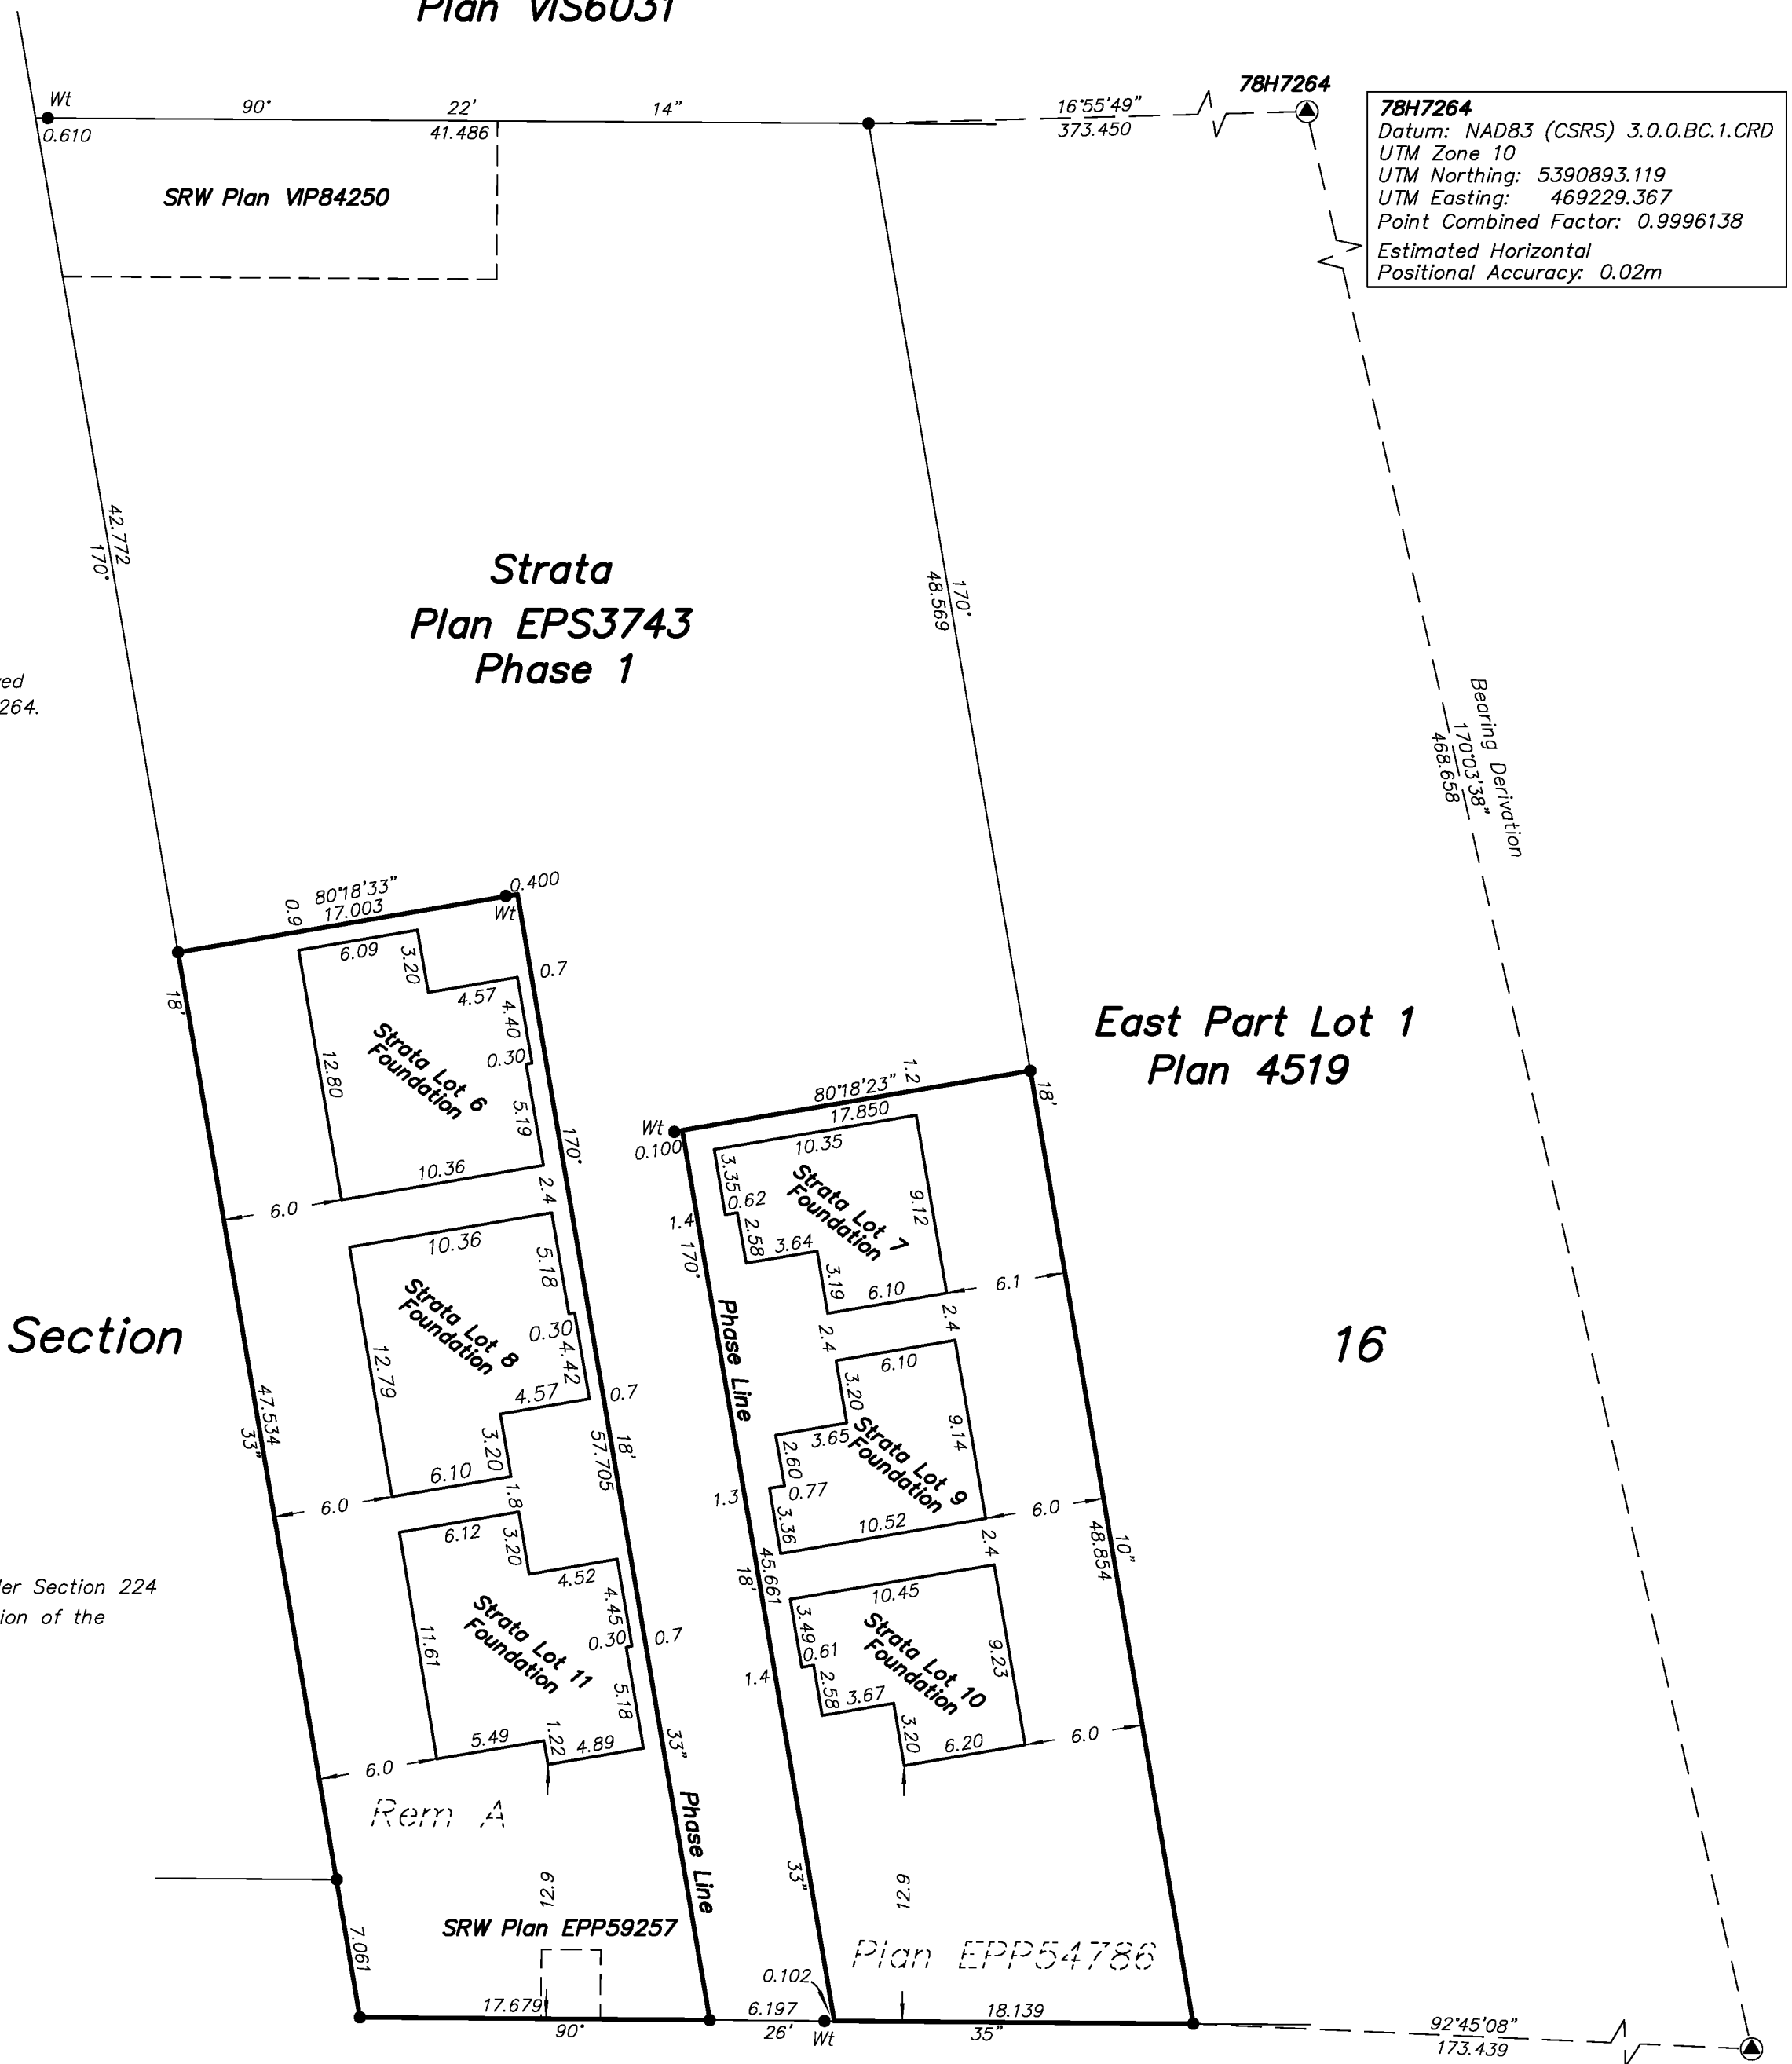 Plan VIS6031
78H7264
Wt
90°
22'
14"
16°55'49"
0.610
41.486
373.450
78H7264
Datum: NAD83 (CSRS) 3.0.0.BC.1.CRD
UTM Zone 10
UTM Northing: 5390893.119
UTM Easting: 469229.367
Point Combined Factor: 0.9996138
Estimated Horizontal
Positional Accuracy: 0.02m
SRW Plan VIP84250
42.772
170°
Strata
Plan EPS3743
Phase 1
170°
48.569
264.
Bearing Derivation
170°03'38"
468.658
80°18'33"
17.003
0.400
Wt
0.9
6.09
3.20
4.57
0.7
18'
4.40
0.30
12.80
Strata Lot 6
Foundation
5.19
170°
10.36
2.4
6.0
East Part Lot 1
Plan 4519
80°18'23"
17.850
1.2
18'
Wt
0.100
10.35
3.35
0.62
2.58
Strata Lot 7
Foundation
9.12
1.4
170°
3.64
3.19
6.10
6.1
2.4
2.4
Section
16
10.36
5.18
Strata Lot 8
Foundation
0.30
4.42
12.79
4.57
0.7
3.20
6.10
6.0
1.8
47.534
33"
57.705
18'
Phase Line
6.10
3.20
3.65
9.14
Strata Lot 9
Foundation
2.60
0.77
3.36
10.52
1.3
6.0
2.4
48.854
10"
45.661
18'
Section 224
ion of the
6.12
3.20
4.52
4.45
0.30
0.7
Strata Lot 11
Foundation
11.61
5.18
5.49
1.22
4.89
6.0
33"
10.45
3.49
0.61
2.58
Strata Lot 10
Foundation
9.23
1.4
3.67
3.20
6.20
6.0
Rem A
Phase Line
33"
12.9
12.9
SRW Plan EPP59257
Plan EPP54786
7.061
0.102
17.679
90°
6.197
26'
Wt
18.139
35"
92°45'08"
173.439